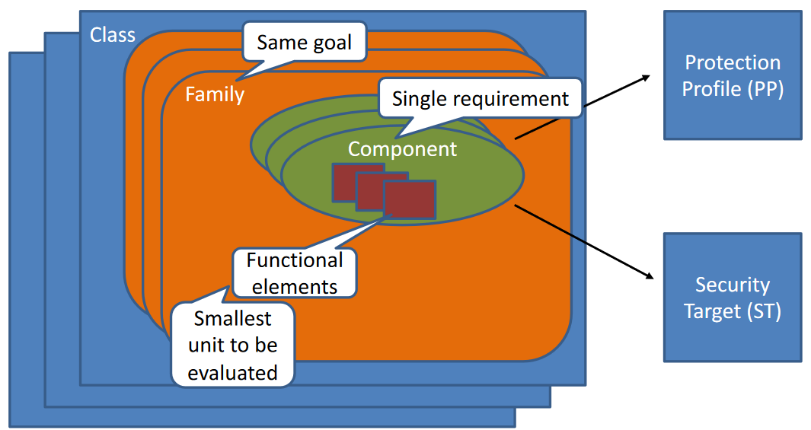 Class
Same goal
Family
Single requirement
Component
Functional
elements
Smallest
unit to be
evaluated
Protection
Profile (PP)
Security
Target (ST)